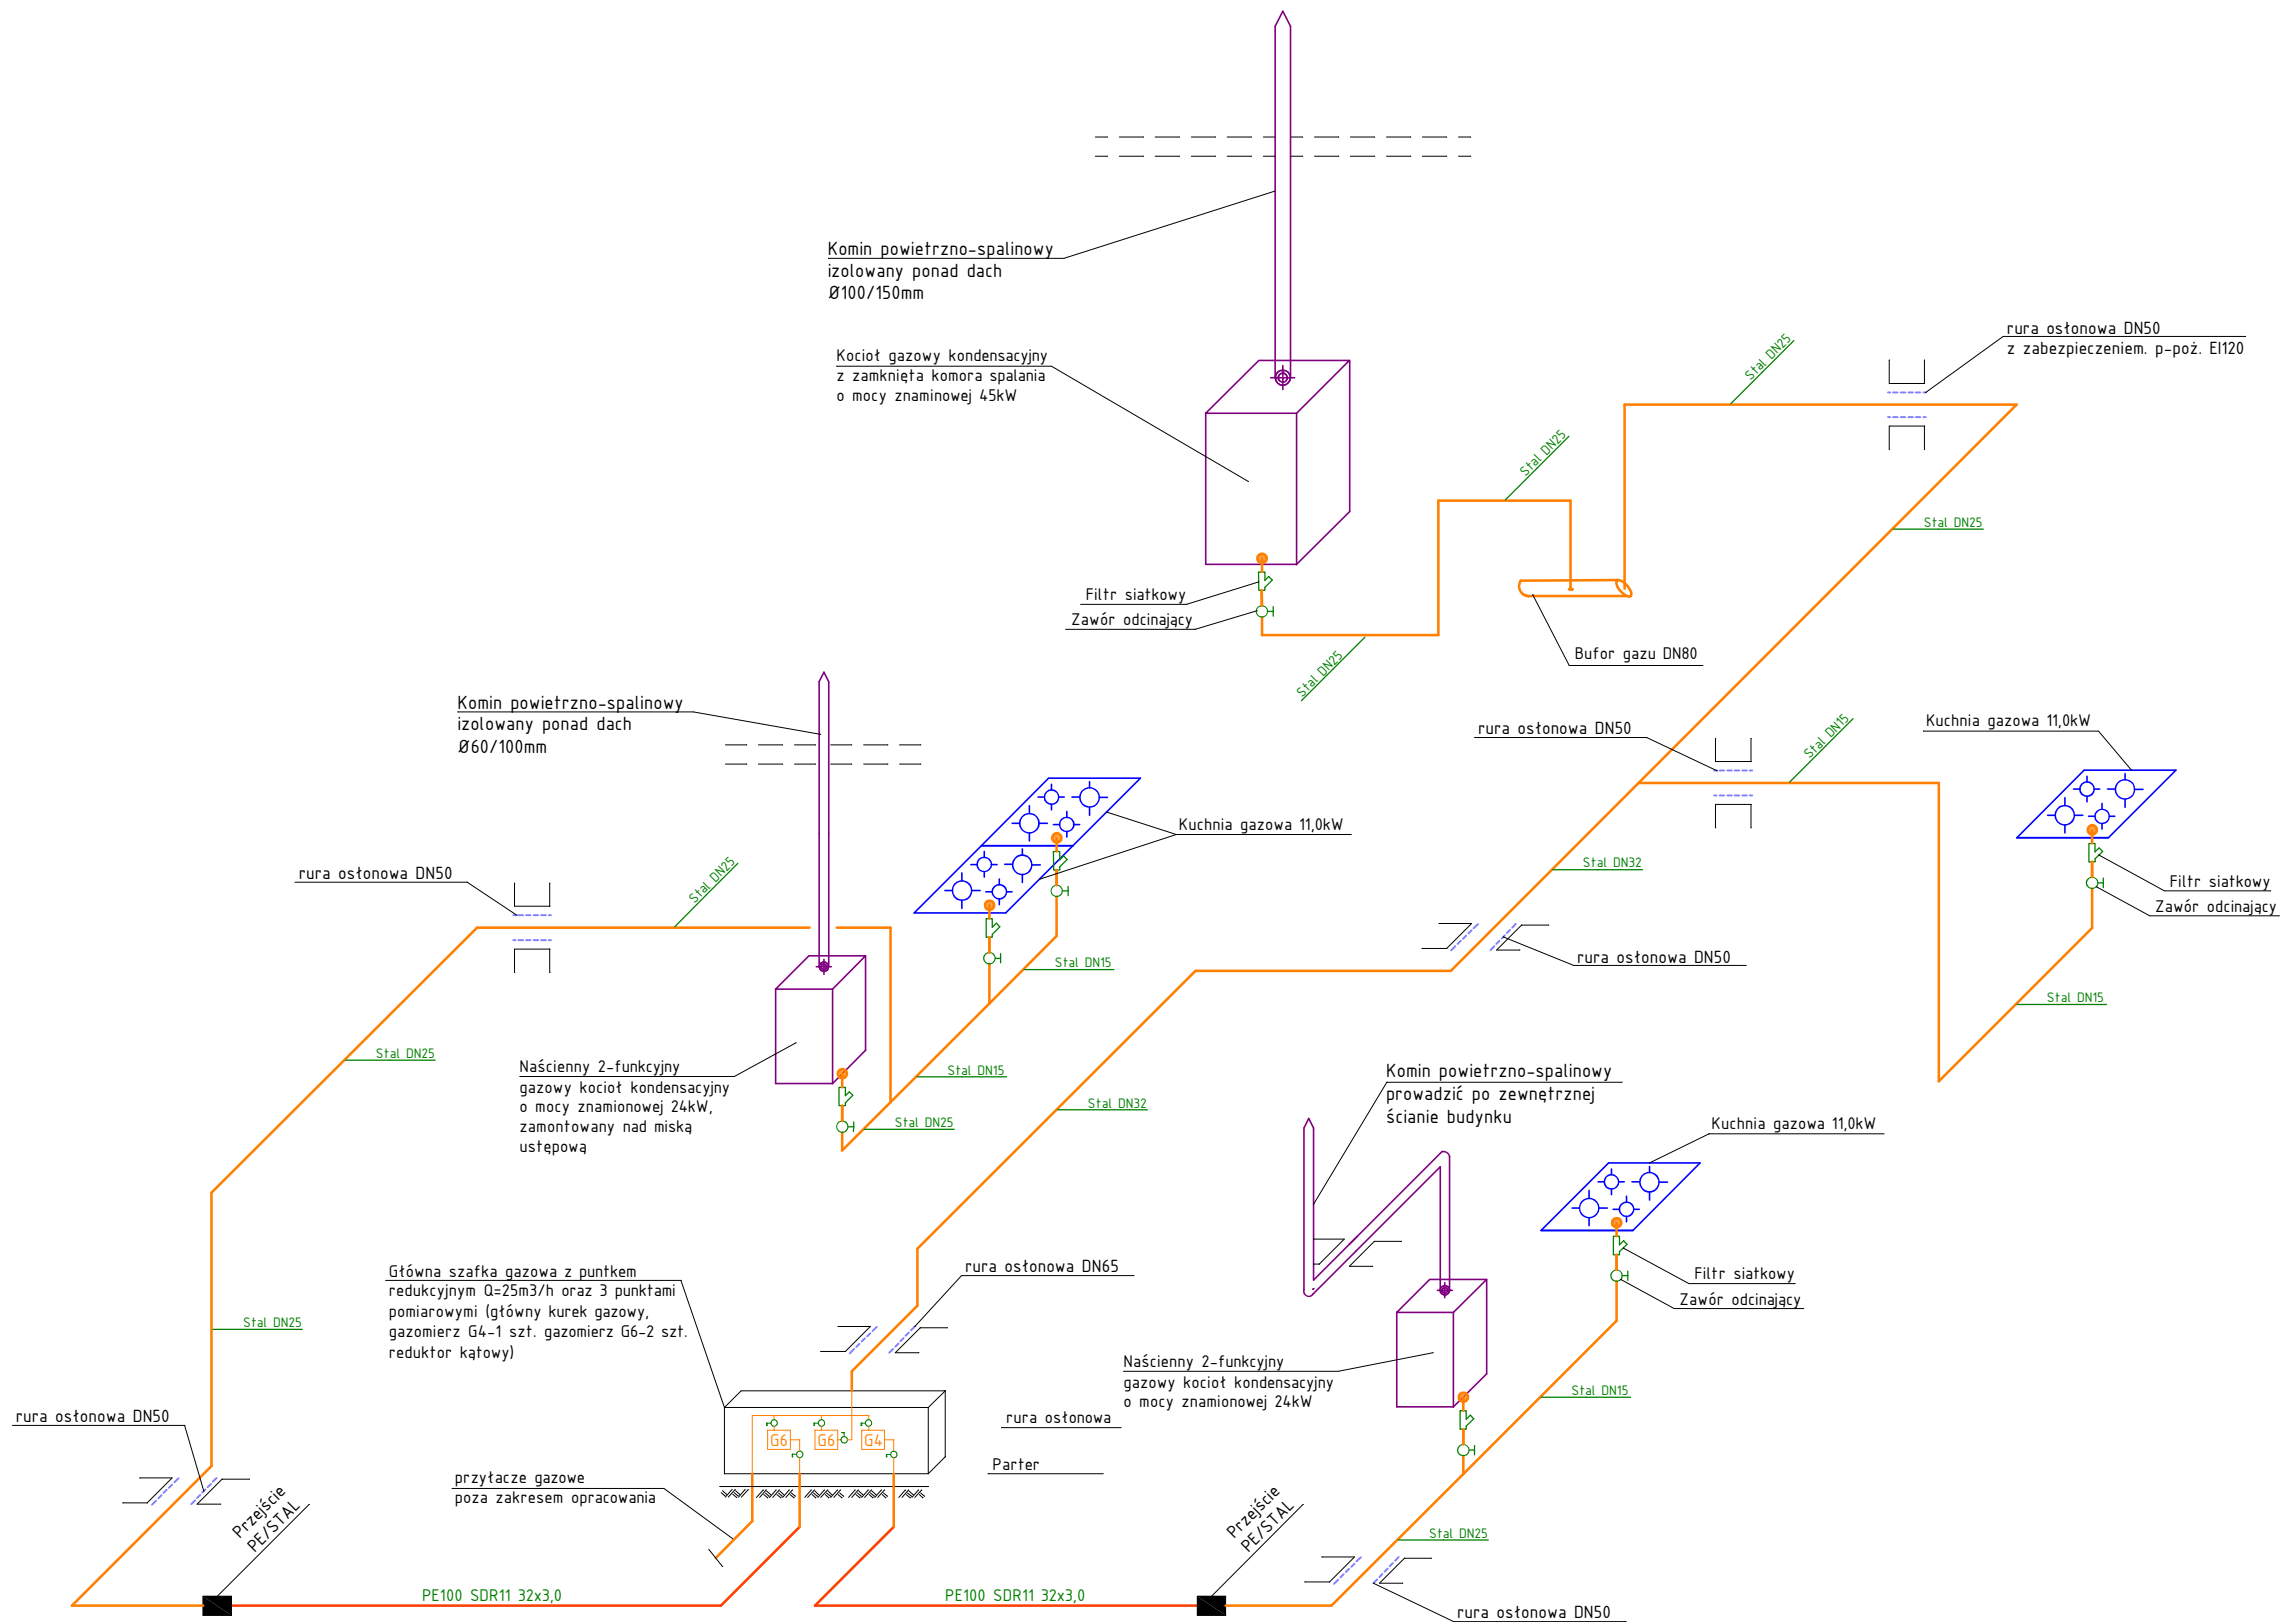 Komin powietrzno-spalinowy
izolowany ponad dach
Ø100/150mm
Kocioł gazowy kondensacyjny
z zamknięta komora spalania
o mocy znaminowej 45kW
Stal DN25
rura osłonowa DN50
z zabezpieczeniem. p-poż. EI120
Stal DN25
Stal DN25
Filtr siatkowy
Zawór odcinający
Stal DN25
Bufor gazu DN80
Komin powietrzno-spalinowy
izolowany ponad dach
Ø60/100mm
rura osłonowa DN50
Stal DN15
Kuchnia gazowa 11,0kW
Kuchnia gazowa 11,0kW
rura osłonowa DN50
Stal DN25
Stal DN32
Filtr siatkowy
Zawór odcinający
Stal DN15
rura osłonowa DN50
Stal DN15
Stal DN25
Naścienny 2-funkcyjny
gazowy kocioł kondensacyjny
o mocy znamionowej 24kW,
zamontowany nad miską
ustępową
Stal DN15
Stal DN25
Stal DN32
Komin powietrzno-spalinowy
prowadzić po zewnętrznej
ścianie budynku
Kuchnia gazowa 11,0kW
Główna szafka gazowa z puntkem
redukcyjnym Q=25m3/h oraz 3 punktami
pomiarowymi (główny kurek gazowy,
gazomierz G4-1 szt. gazomierz G6-2 szt.
reduktor kątowy)
rura osłonowa DN65
Filtr siatkowy
Zawór odcinający
Stal DN25
Naścienny 2-funkcyjny
gazowy kocioł kondensacyjny
o mocy znamionowej 24kW
Stal DN15
rura osłonowa DN50
rura osłonowa
G6
G6
G4
Parter
przyłacze gazowe
poza zakresem opracowania
Przejście
PE/STAL
Przejście
PE/STAL
Stal DN25
PE100 SDR11 32x3,0
PE100 SDR11 32x3,0
rura osłonowa DN50